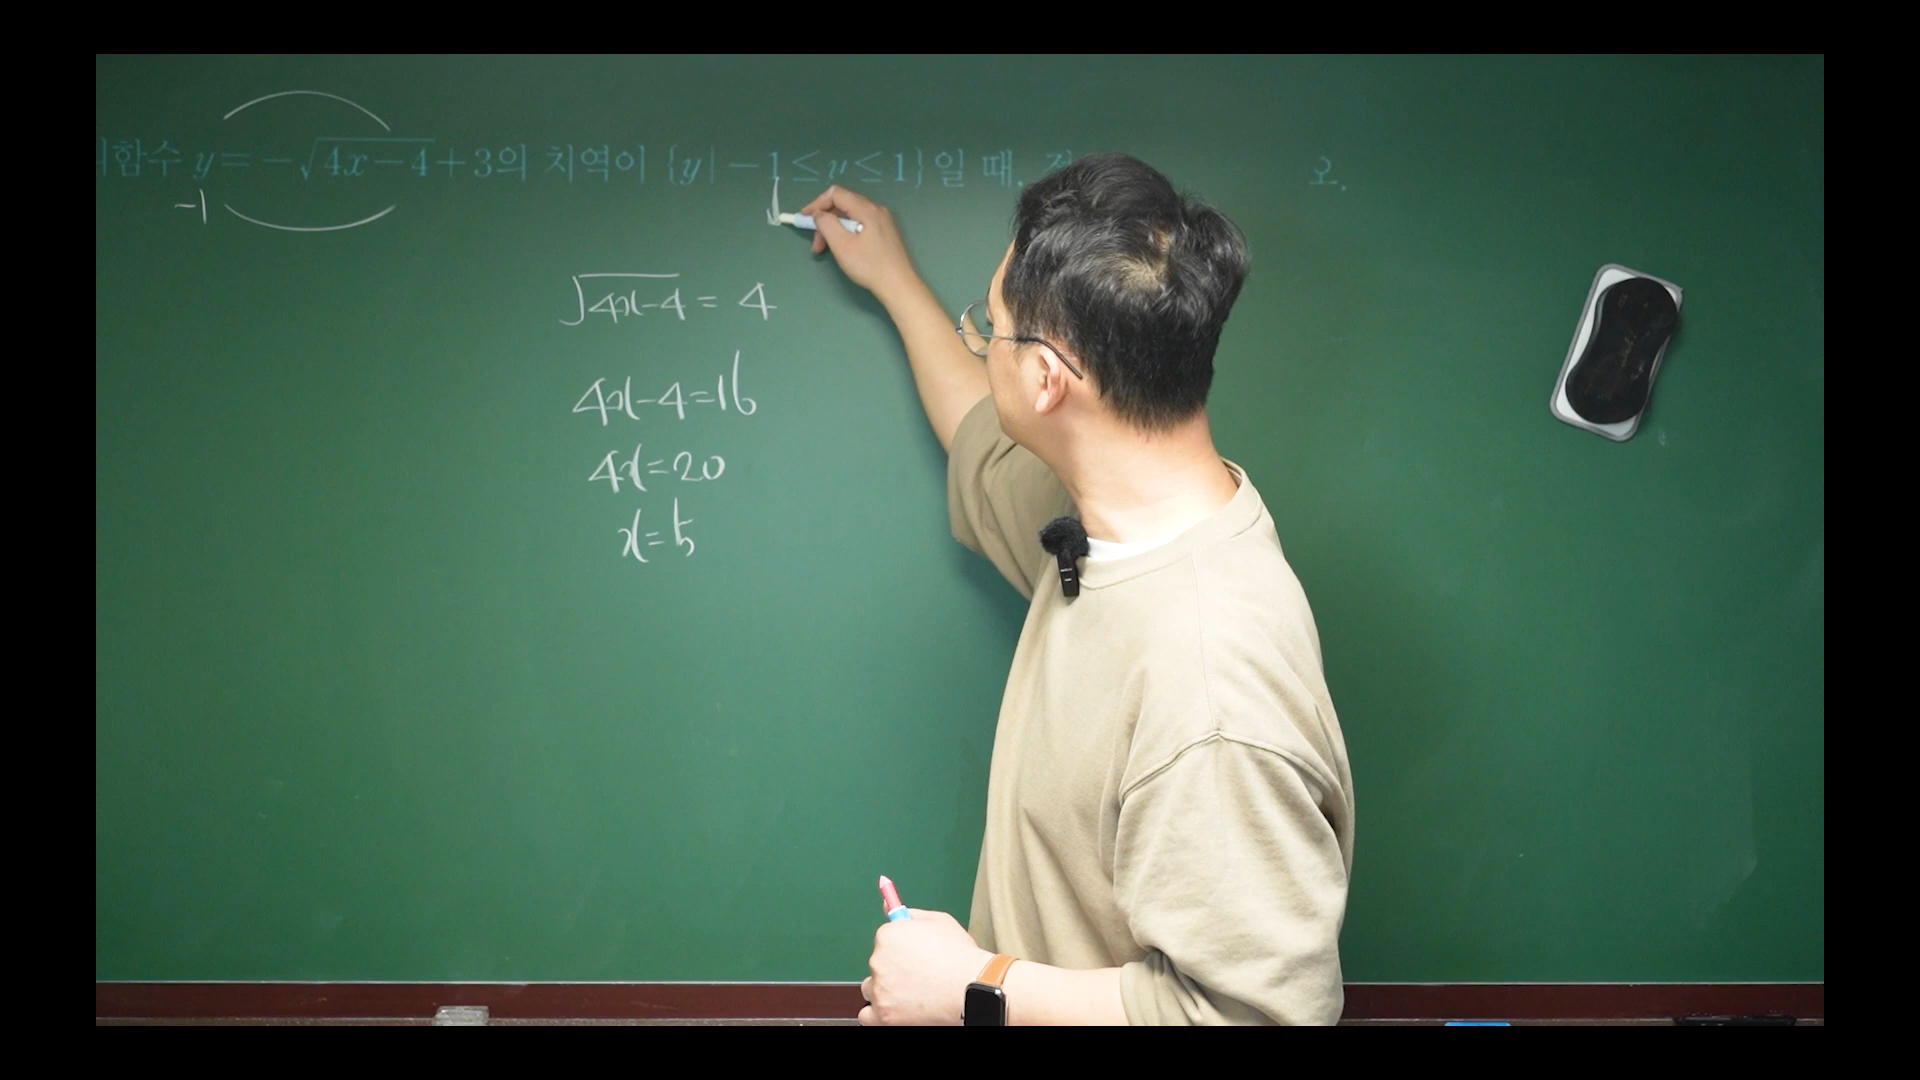 함수 y=-√4x-4+3의 치역이 {y|-1≤y≤1}일 때,
오.
-1
√4x-4 = 4
4x-4=16
4x=20
x=5